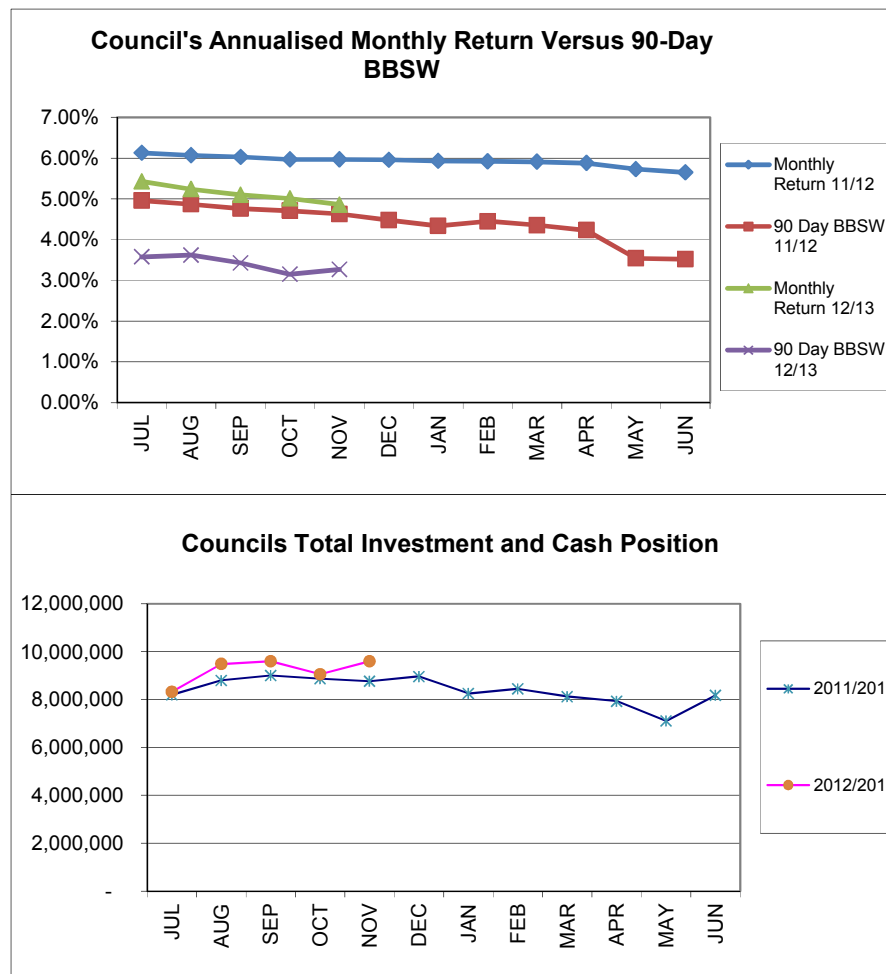 Council's Annualised Monthly Return Versus 90-Day
BBSW
7.00%
6.00%
5.00%
4.00%
3.00%
2.00%
1.00%
0.00%
JUL
AUG
SEP
OCT
NOV
DEC
JAN
FEB
MAR
APR
MAY
JUN
Monthly
Return 11/12
90 Day BBSW
11/12
Monthly
Return 12/13
90 Day BBSW
12/13
Councils Total Investment and Cash Position
12,000,000
10,000,000
8,000,000
6,000,000
4,000,000
2,000,000
-
JUL
AUG
SEP
OCT
NOV
DEC
JAN
FEB
MAR
APR
MAY
JUN
2011/201
2012/201